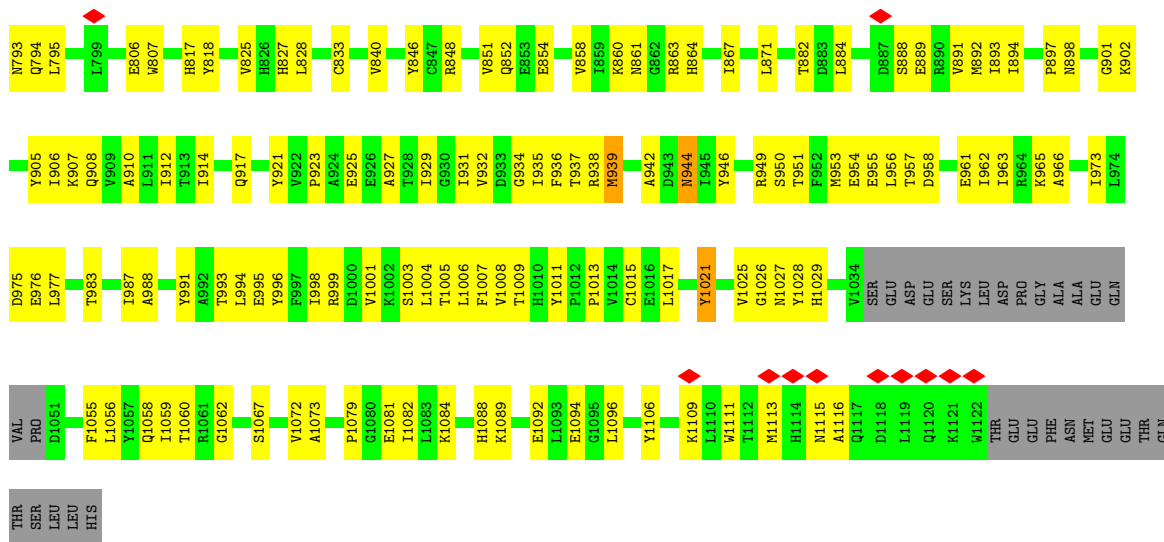 N793 Q794 L795 L799 E806 W807 H817 Y818 V825 H826 H827 L828 C833 V840 Y846 C847 R848 V851 Q852 E853 E854 V858 I859 K860 N861 G862 R863 H864 I867 L871 T882 D883 L884 D887 S888 E889 R890 V891 M892 I893 I894 P897 N898 G901 K902
Y905 I906 K907 Q908 V909 A910 L911 I912 T913 I914 Q917 Y921 V922 P923 A924 E925 E926 A927 T928 I929 G930 I931 V932 D933 G934 I935 F936 T937 R938 M939 A942 D943 N944 I945 Y946 R949 S950 T951 F952 M953 E954 E955 L956 T957 D958 E961 I962 I963 R964 K965 A966 I973 L974
D975 E976 L977 T983 I987 A988 Y991 A992 T993 L994 E995 Y996 F997 I998 R999 D1000 V1001 K1002 S1003 L1004 T1005 L1006 F1007 V1008 T1009 H1010 Y1011 P1012 P1013 V1014 C1015 E1016 L1017 Y1021 V1025 G1026 N1027 Y1028 H1029 V1034 SER GLU ASP GLU SER LYS LEU ASP PRO GLY ALA ALA GLU GLN
VAL PRO D1051 F1055 L1056 Y1057 Q1058 I1059 T1060 R1061 G1062 S1067 V1072 A1073 P1079 G1080 E1081 I1082 L1083 K1084 H1088 K1089 E1092 L1093 E1094 G1095 L1096 Y1106 K1109 L1110 W1111 T1112 M1113 H1114 N1115 A1116 Q1117 D1118 L1119 Q1120 K1121 W1122 THR GLU GLU PHE ASN MET GLU GLU THR GLN
THR SER LEU LEU HIS